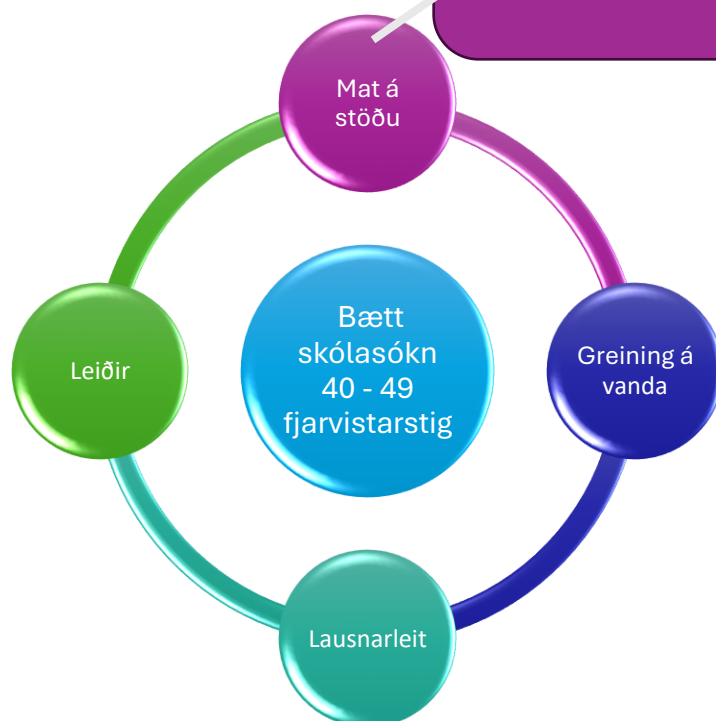 Mat á
stöðu
Bætt
skólasókn
40 - 49
fjarvistarstig
Leiðir
Greining á
vanda
Lausnarleit